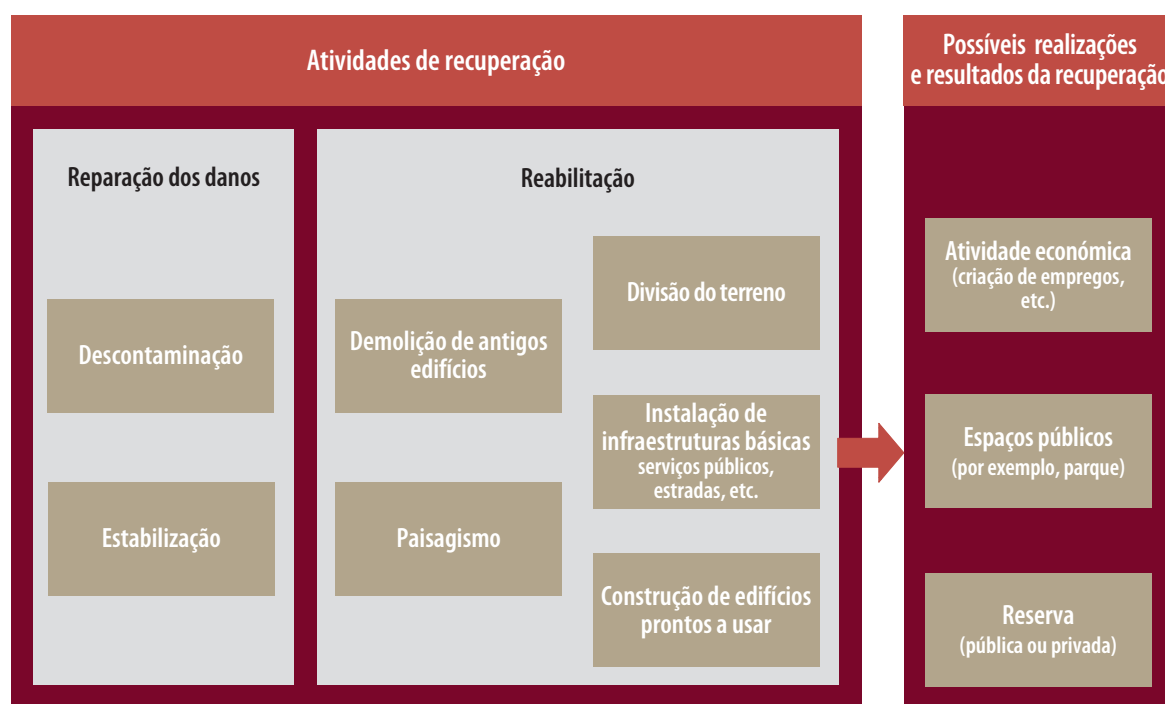 Atividades de recuperação
Possíveis realizações
e resultados da recuperação
Reparação dos danos
Descontaminação
Estabilização
Reabilitação
Demolição de antigos
edifícios
Paisagismo
Divisão do terreno
Instalação de
infraestruturas básicas
serviços públicos,
estradas, etc.
Construção de edifícios
prontos a usar
Atividade económica
(criação de empregos,
etc.)
Espaços públicos
(por exemplo, parque)
Reserva
(pública ou privada)